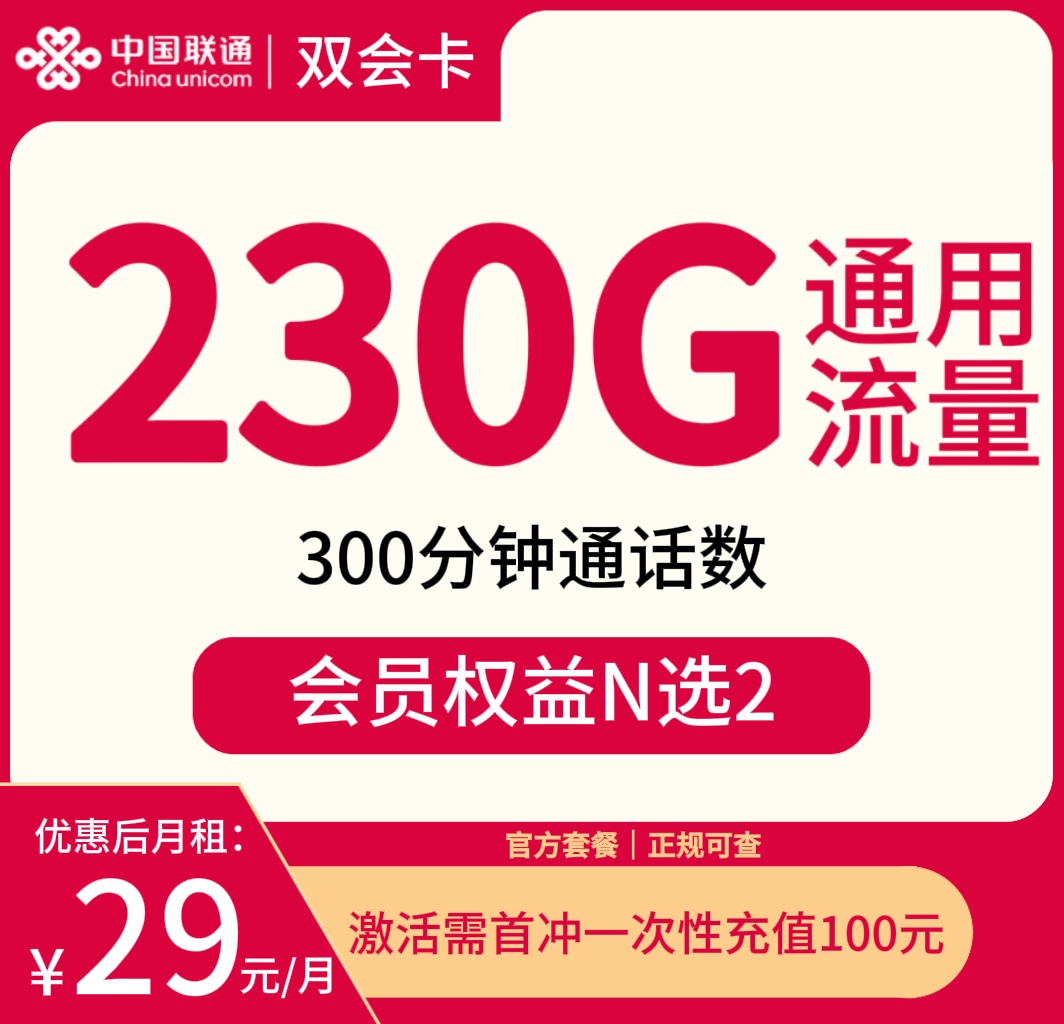 中国联通
China unicom
双会卡
230G
通用
流量
300分钟通话数
会员权益N选2
优惠后月租：
¥29元/月
官方套餐｜正规可查
激活需首冲一次性充值100元